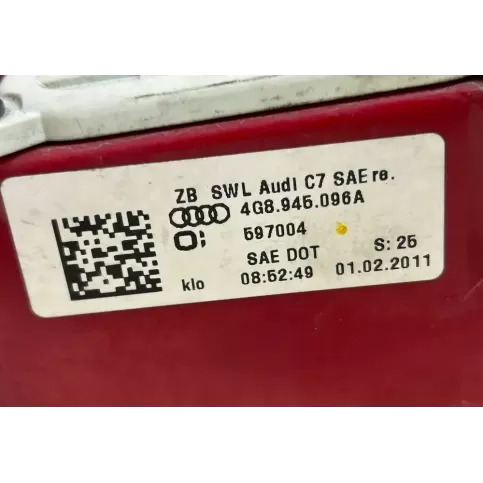 ZB SWL Audi C7 SAE re.
4G8.945.096A
597004
SAE DOT S: 25
klo 08:52:49 01.02.2011